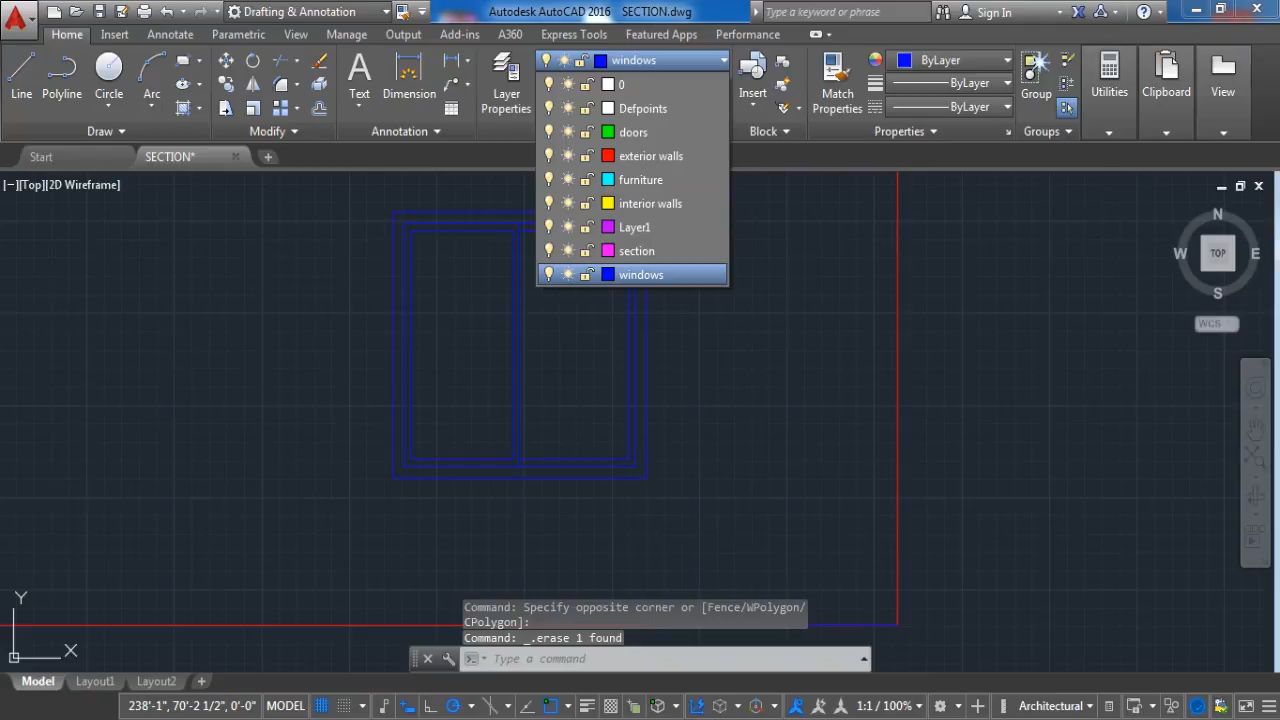 Drafting & Annotation
Autodesk AutoCAD 2016 SECTION.dwg
Type a keyword or phrase
Sign In
Home Insert Annotate Parametric View Manage Output Add-ins A360 Express Tools Featured Apps Performance
Line Polyline Circle Arc Text Dimension Layer Properties Insert Match Properties Group Utilities Clipboard View
windows
ByLayer
ByLayer
ByLayer
Draw Modify Annotation Block Properties Groups
0
Defpoints
doors
exterior walls
furniture
interior walls
Layer1
section
windows
Start SECTION*
[−][Top][2D Wireframe]
N
W TOP E
S
WCS
Y
X
Command: Specify opposite corner or [Fence/WPolygon/
CPolygon]:
Command: _.erase 1 found
Type a command
Model Layout1 Layout2
238'-1", 70'-2 1/2", 0'-0" MODEL 1:1 / 100% Architectural